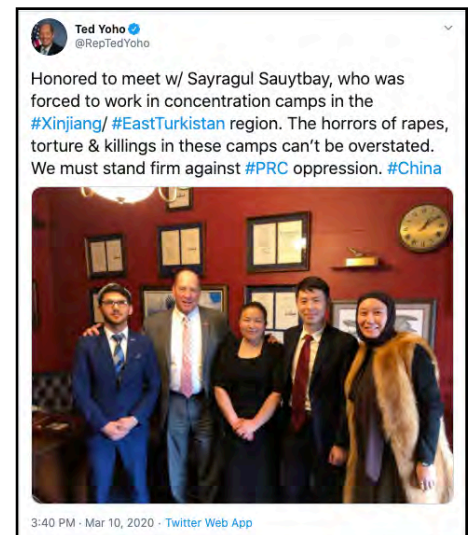 Ted Yoho
@RepTedYoho
Honored to meet w/ Sayragul Sauytbay, who was
forced to work in concentration camps in the
#Xinjiang/ #EastTurkistan region. The horrors of rapes,
torture & killings in these camps can't be overstated.
We must stand firm against #PRC oppression. #China
3:40 PM · Mar 10, 2020 · Twitter Web App